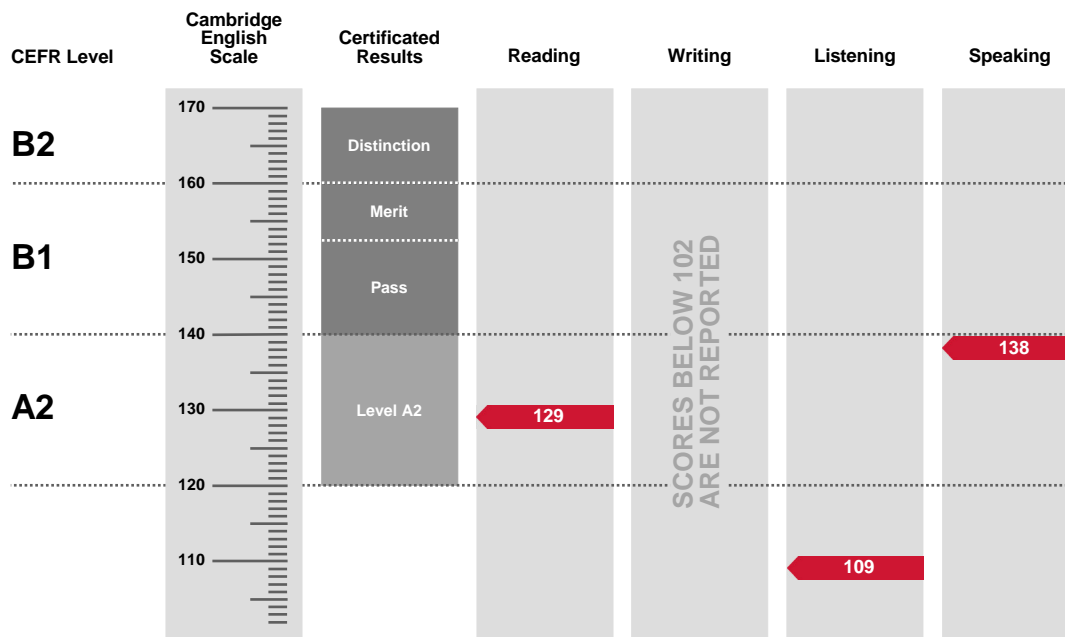 CEFR Level
Cambridge
English
Scale
Certificated
Results
Reading
Writing
Listening
Speaking
170
B2
Distinction
160
Merit
B1
150
Pass
140
138
A2
130
Level A2
129
120
110
109
SCORES BELOW 102
ARE NOT REPORTED